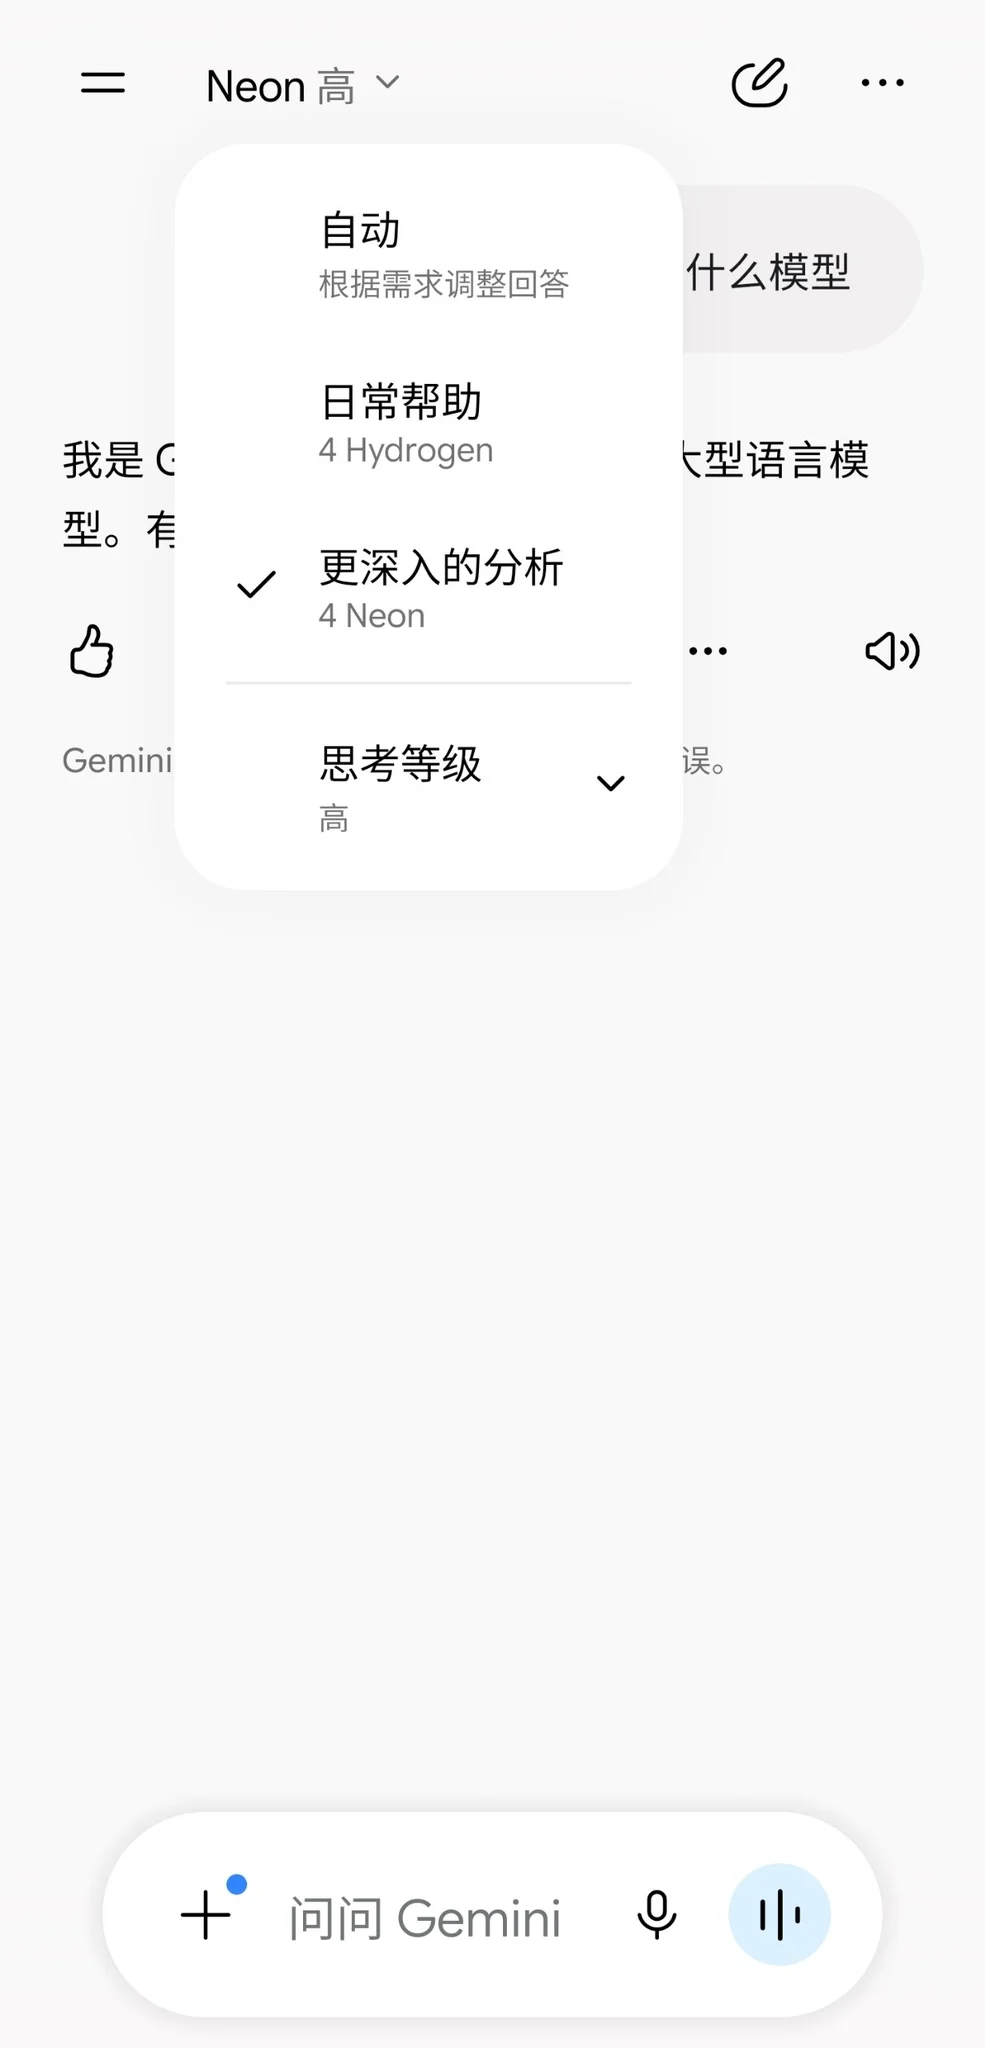 Neon 高
自动
根据需求调整回答
什么模型
日常帮助
4 Hydrogen
我是
型语言模
型。
更深入的分析
4 Neon
Gemini
误。
思考等级
高
问问 Gemini